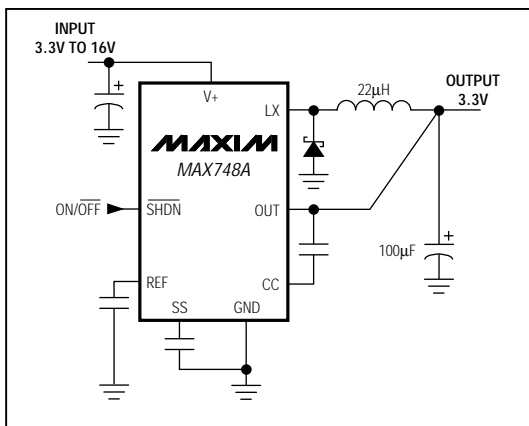 INPUT
3.3V TO 16V
V+
LX
22µH
OUTPUT
3.3V
MAXIM
MAX748A
ON/OFF
SHDN
OUT
100µF
REF
CC
SS
GND
+
+